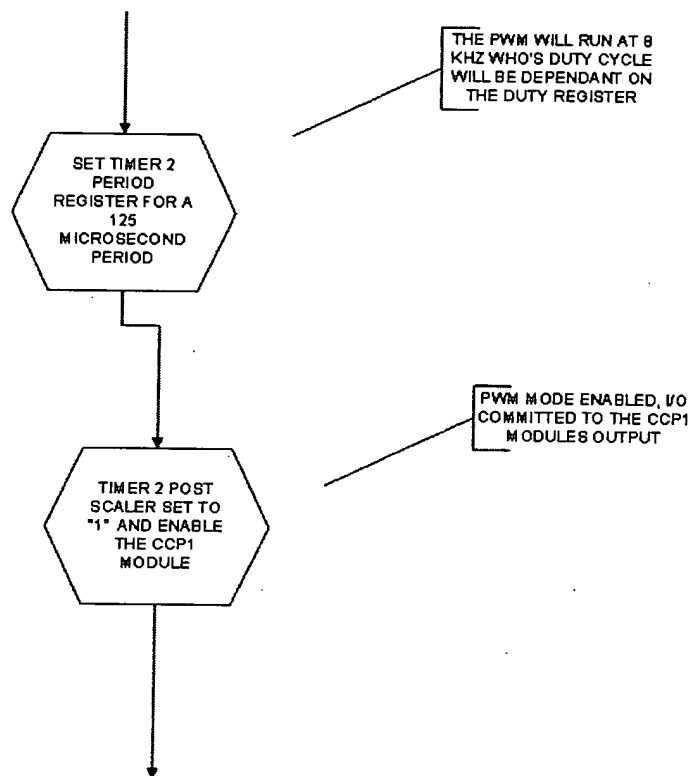 THE PWM WILL RUN AT 8
KHZ WHO'S DUTY CYCLE
WILL BE DEPENDANT ON
THE DUTY REGISTER
SET TIMER 2
PERIOD
REGISTER FOR A
125
MICROSECOND
PERIOD
PWM MODE ENABLED, I/O
COMMITTED TO THE CCP1
MODULES OUTPUT
TIMER 2 POST
SCALER SET TO
"1" AND ENABLE
THE CCP1
MODULE